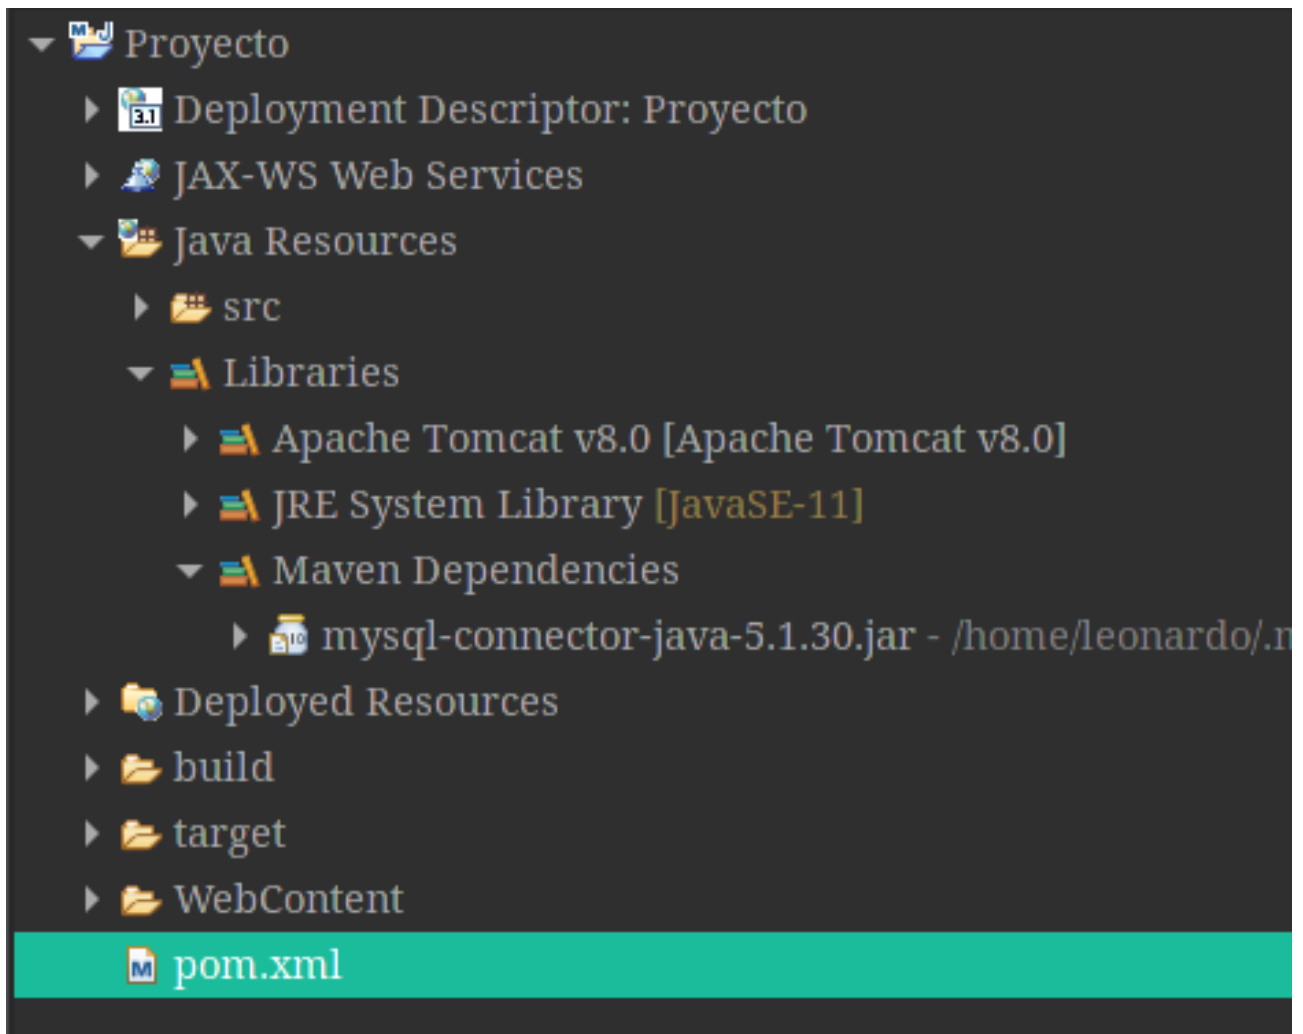 Proyecto
Deployment Descriptor: Proyecto
JAX-WS Web Services
Java Resources
src
Libraries
Apache Tomcat v8.0 [Apache Tomcat v8.0]
JRE System Library [JavaSE-11]
Maven Dependencies
mysql-connector-java-5.1.30.jar - /home/leonardo/.
Deployed Resources
build
target
WebContent
pom.xml